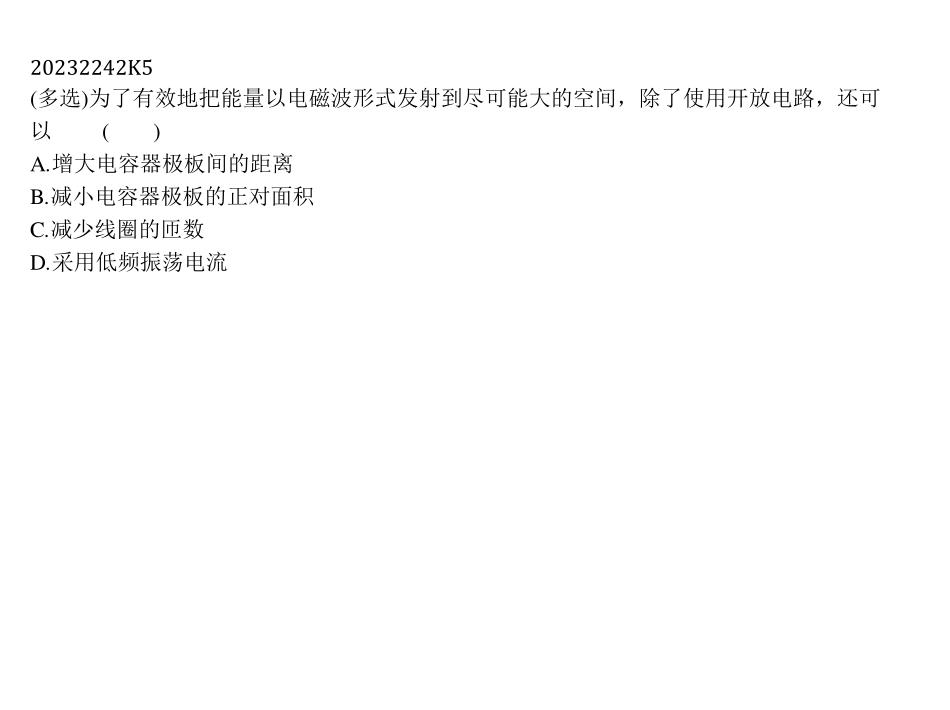 20232242K5
(多选)为了有效地把能量以电磁波形式发射到尽可能大的空间，除了使用开放电路，还可
以　　(　　)
A.增大电容器极板间的距离
B.减小电容器极板的正对面积
C.减少线圈的匝数
D.采用低频振荡电流